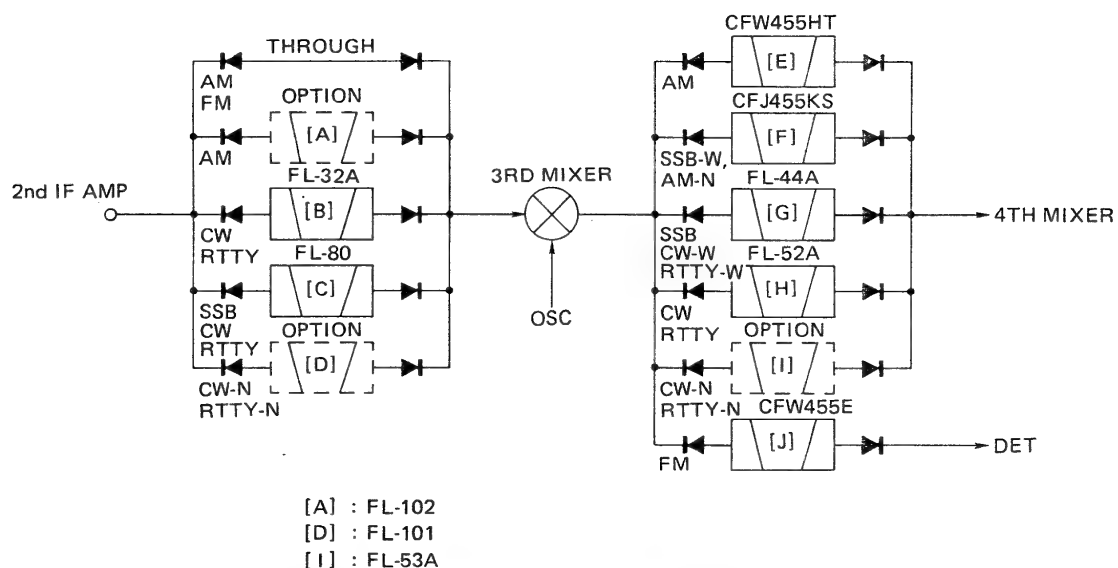 THROUGH
AM
FM
OPTION
[A]
AM
FL-32A
2nd IF AMP
[B]
CW
RTTY
FL-80
[C]
SSB
CW
RTTY
OPTION
[D]
CW-N
RTTY-N
3RD MIXER
OSC
CFW455HT
[E]
AM
CFJ455KS
[F]
SSB-W,
AM-N
FL-44A
[G]
4TH MIXER
SSB
CW-W
RTTY-W
FL-52A
[H]
CW
RTTY
OPTION
[I]
CW-N
RTTY-N
CFW455E
[J]
DET
FM
[A] : FL-102
[D] : FL-101
[I] : FL-53A